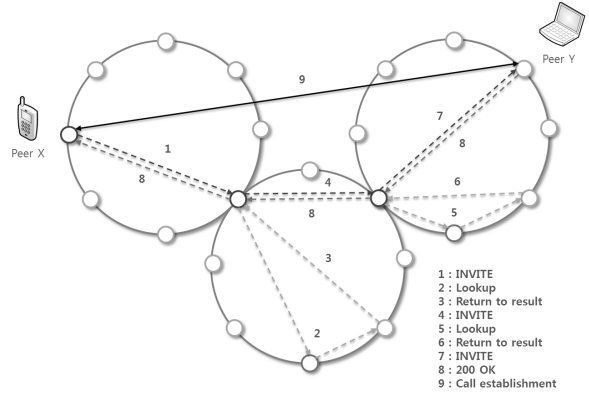 Peer Y
9
7
Peer X
1
8
8
4
6
8
5
3
2
1 : INVITE
2 : Lookup
3 : Return to result
4 : INVITE
5 : Lookup
6 : Return to result
7 : INVITE
8 : 200 OK
9 : Call establishment